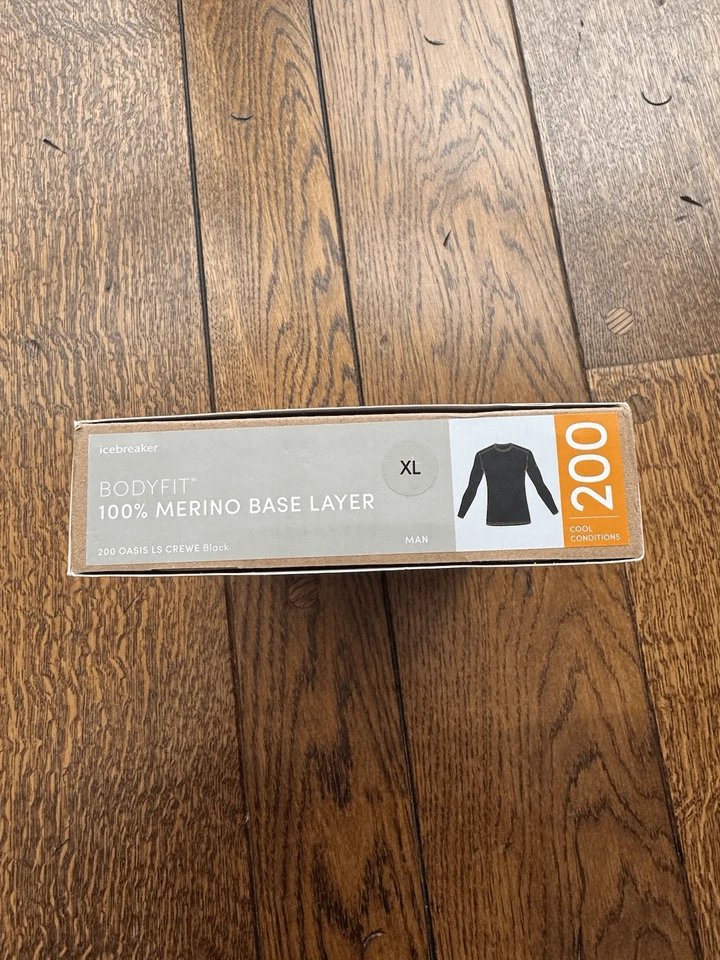 icebreaker
BODYFIT™
100% MERINO BASE LAYER
200 OASIS LS CREWE Black
XL
MAN
200
COOL
CONDITIONS